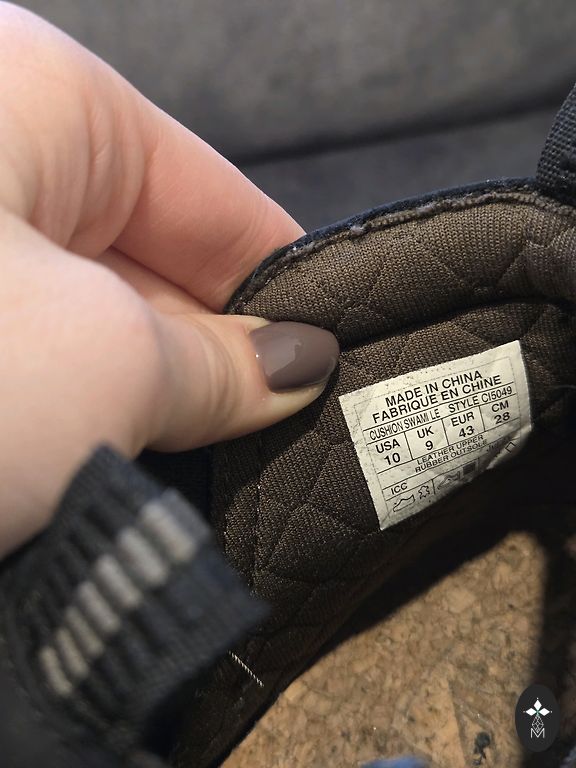 MADE IN CHINA
FABRIQUE EN CHINE
CUSHION SWAMI LE STYLE C15049
USA UK EUR CM
10 9 43 28
LEATHER UPPER
RUBBER OUTSOLE
ICC